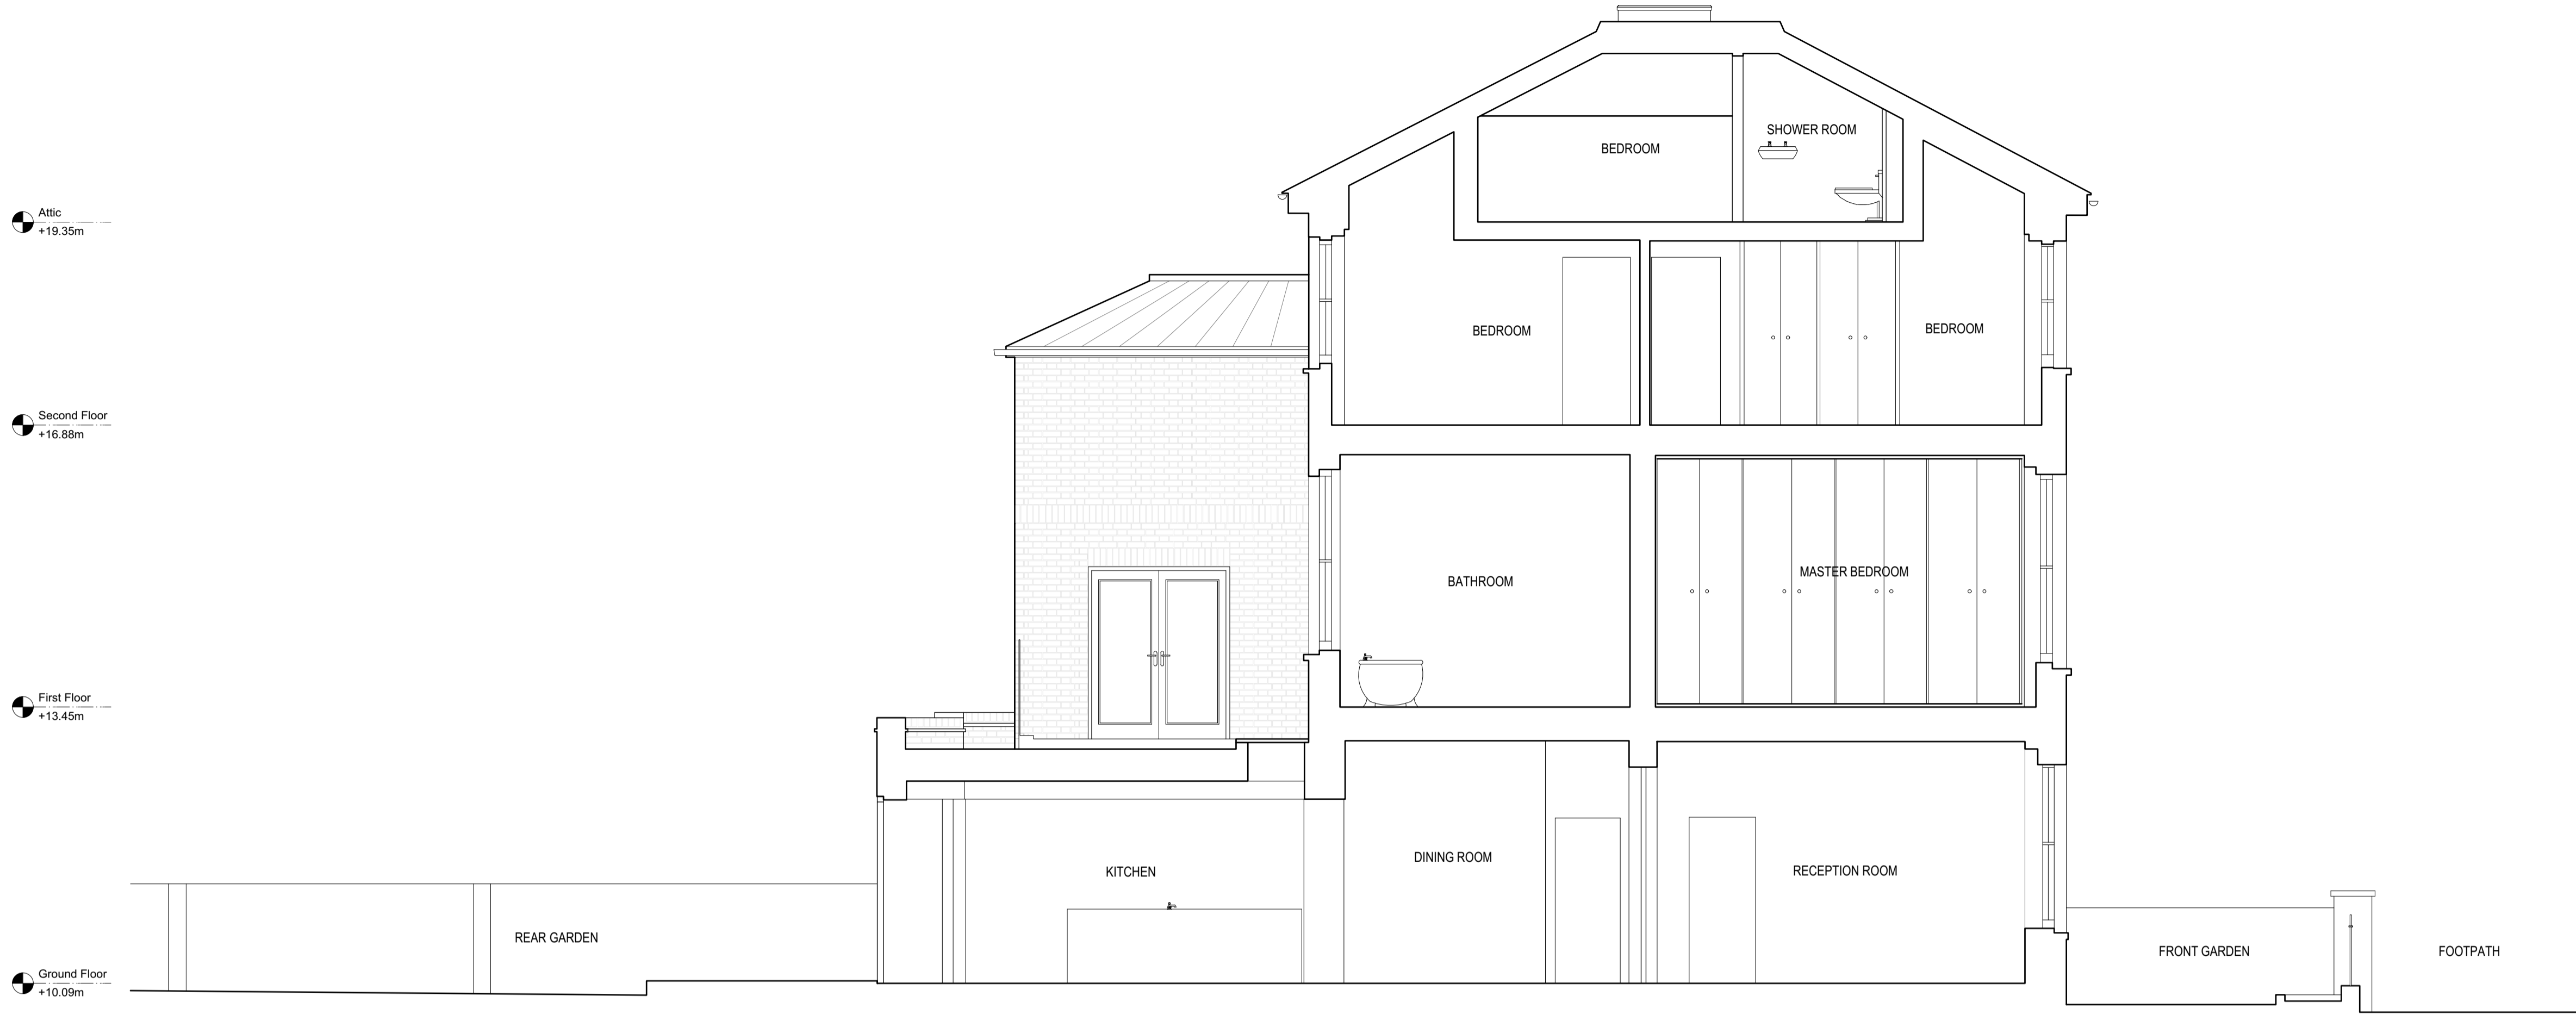 SHOWER ROOM
BEDROOM
Attic
+19.35m
BEDROOM
BEDROOM
Second Floor
+16.88m
MASTER BEDROOM
BATHROOM
First Floor
+13.45m
DINING ROOM
KITCHEN
RECEPTION ROOM
REAR GARDEN
FRONT GARDEN
FOOTPATH
Ground Floor
+10.09m